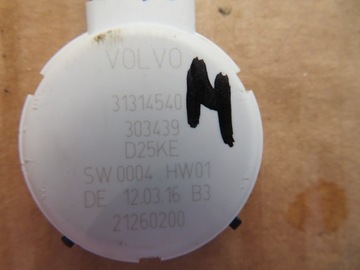 VOLVO
M
31314540
303439
D25KE
SW 0004 HW01
DE 12.03.16 B3
21260200